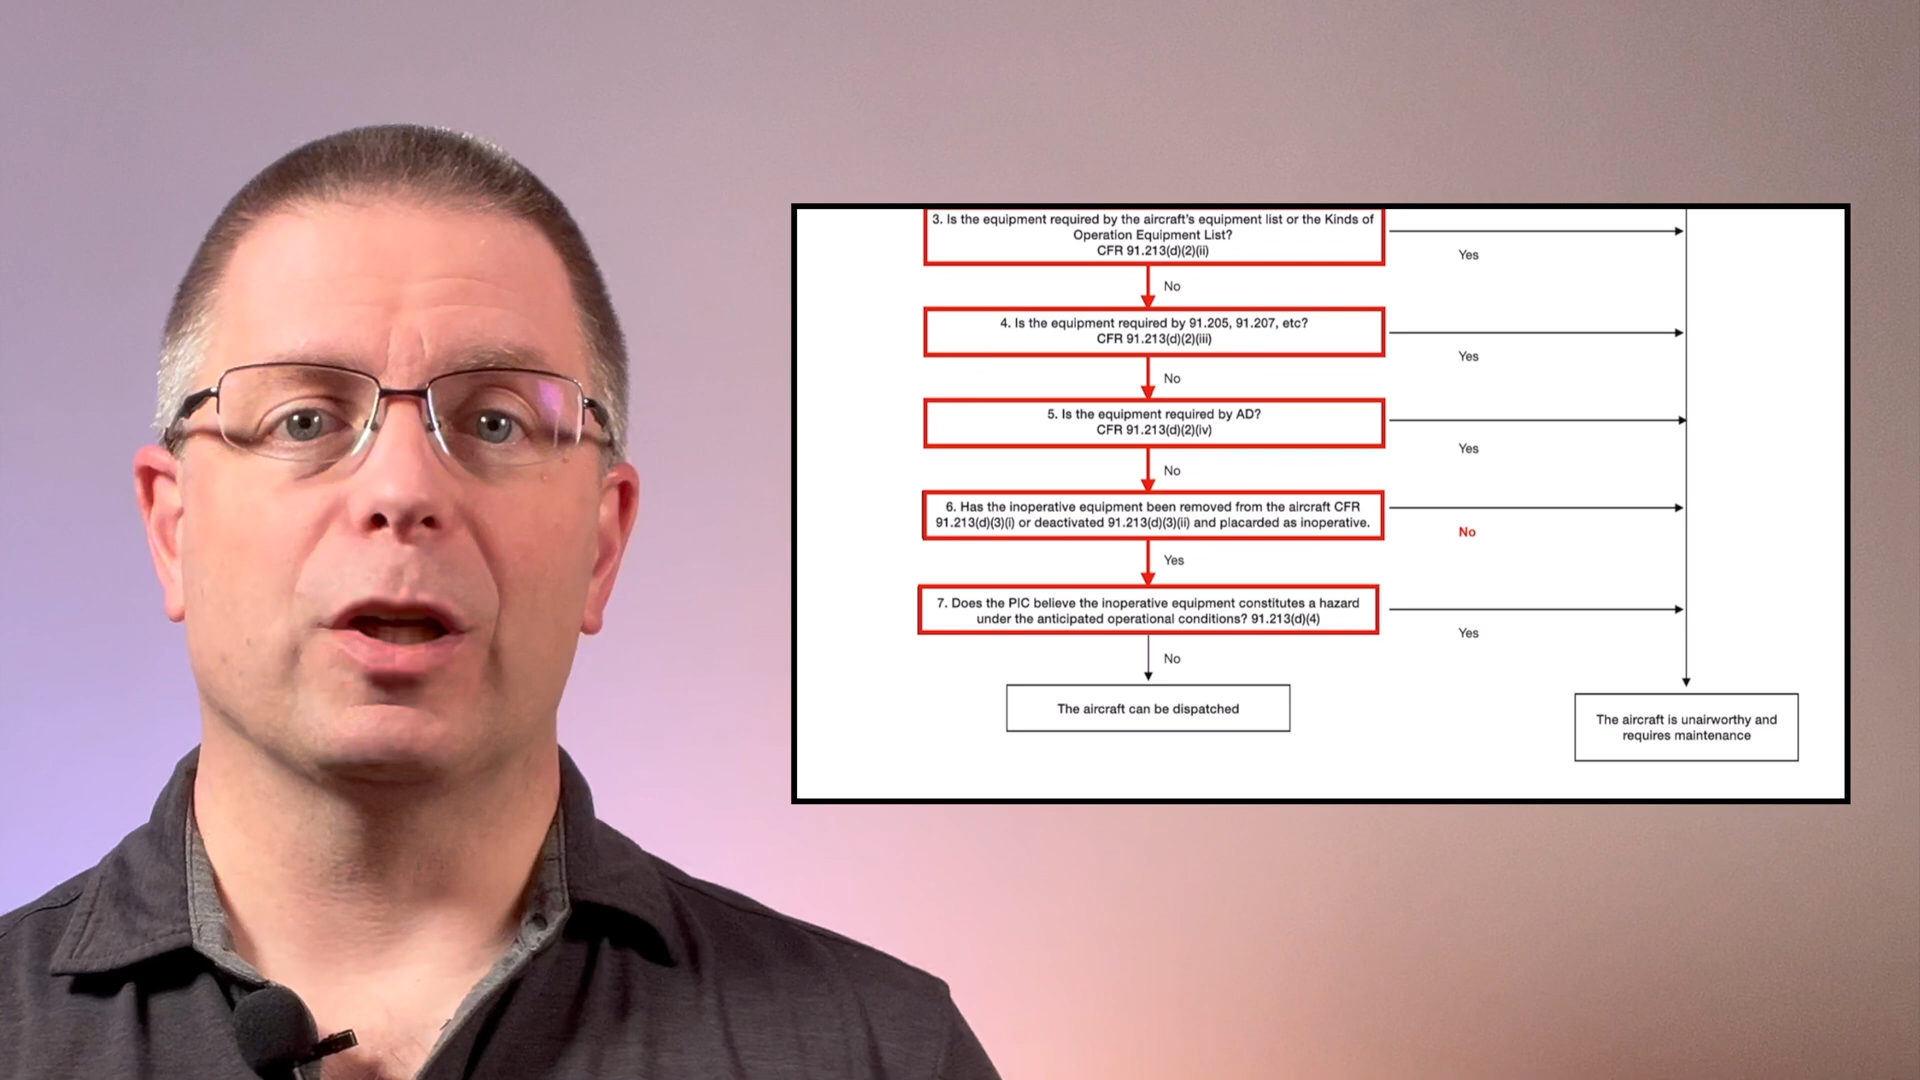 3. Is the equipment required by the aircraft's equipment list or the Kinds of
Operation Equipment List?
CFR 91.213(d)(2)(ii)
Yes
No
4. Is the equipment required by 91.205, 91.207, etc?
CFR 91.213(d)(2)(iii)
Yes
No
5. Is the equipment required by AD?
CFR 91.213(d)(2)(iv)
Yes
No
6. Has the inoperative equipment been removed from the aircraft CFR
91.213(d)(3)(i) or deactivated 91.213(d)(3)(ii) and placarded as inoperative.
No
Yes
7. Does the PIC believe the inoperative equipment constitutes a hazard
under the anticipated operational conditions? 91.213(d)(4)
Yes
No
The aircraft can be dispatched
The aircraft is unairworthy and
requires maintenance